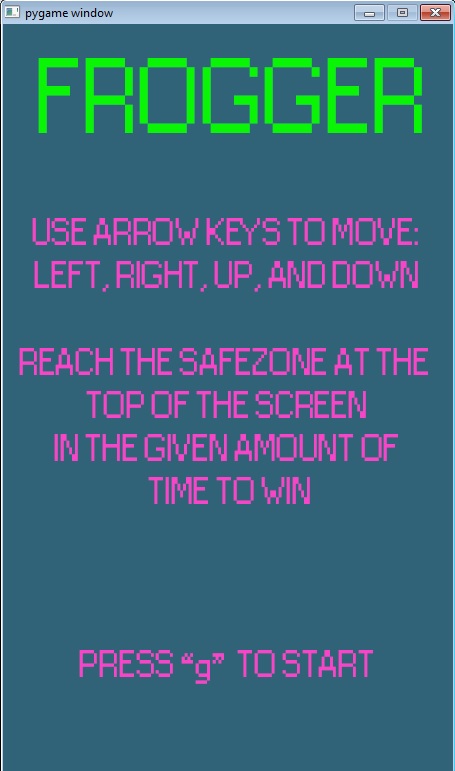 pygame window
FROGGER
USE ARROW KEYS TO MOVE:
LEFT, RIGHT, UP, AND DOWN
REACH THE SAFEZONE AT THE
TOP OF THE SCREEN
IN THE GIVEN AMOUNT OF
TIME TO WIN
PRESS “g” TO START